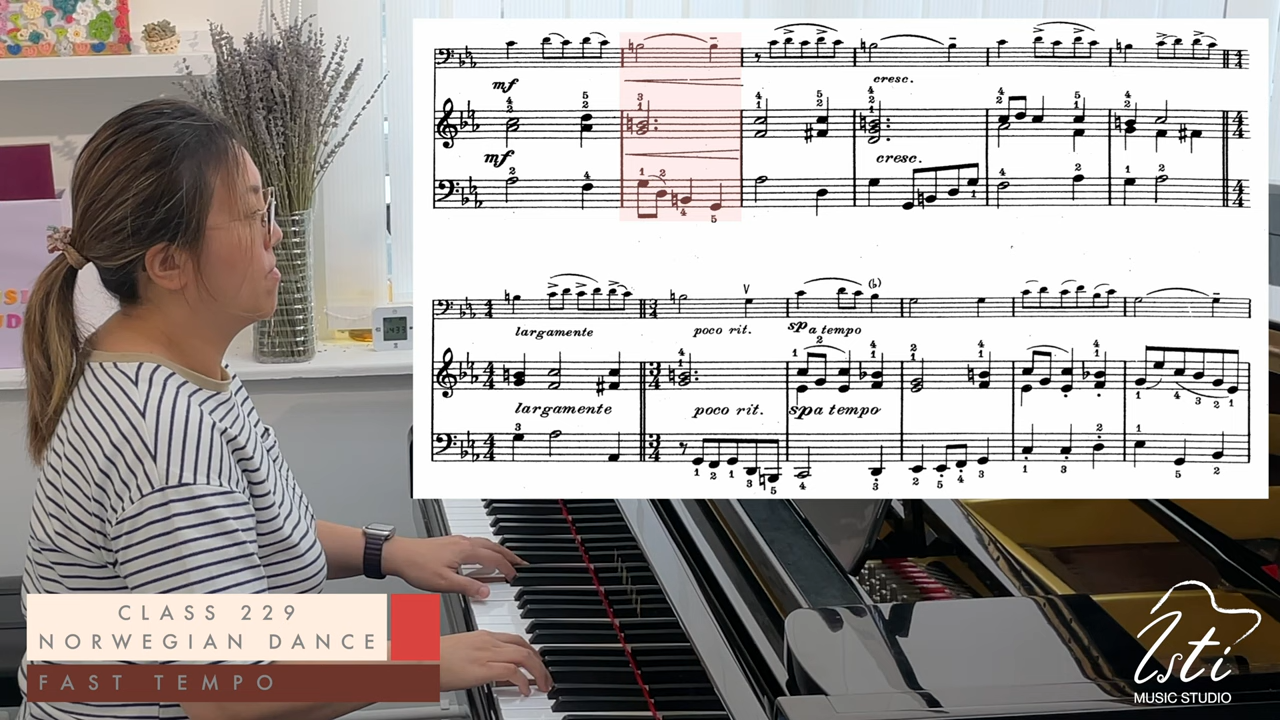 mf
cresc.
mf
cresc.
largamente
poco rit.
sp a tempo
largamente
poco rit.
sp a tempo
CLASS 229
NORWEGIAN DANCE
FAST TEMPO
Isti
MUSIC STUDIO